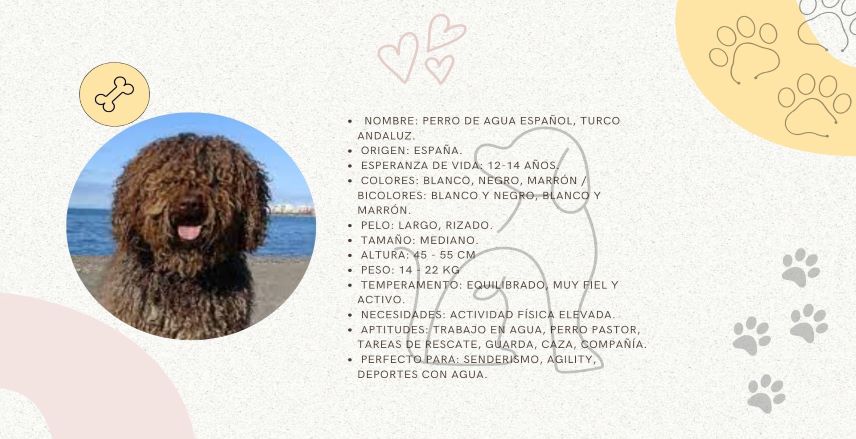 • NOMBRE: PERRO DE AGUA ESPAÑOL, TURCO
ANDALUZ.
• ORIGEN: ESPAÑA.
• ESPERANZA DE VIDA: 12-14 AÑOS.
• COLORES: BLANCO, NEGRO, MARRÓN /
BICOLORES: BLANCO Y NEGRO, BLANCO Y
MARRÓN.
• PELO: LARGO, RIZADO.
• TAMAÑO: MEDIANO.
• ALTURA: 45 - 55 CM
• PESO: 14 - 22 KG
• TEMPERAMENTO: EQUILIBRADO, MUY FIEL Y
ACTIVO.
• NECESIDADES: ACTIVIDAD FÍSICA ELEVADA.
• APTITUDES: TRABAJO EN AGUA, PERRO PASTOR,
TAREAS DE RESCATE, GUARDA, CAZA, COMPAÑÍA.
• PERFECTO PARA: SENDERISMO, AGILITY,
DEPORTES CON AGUA.